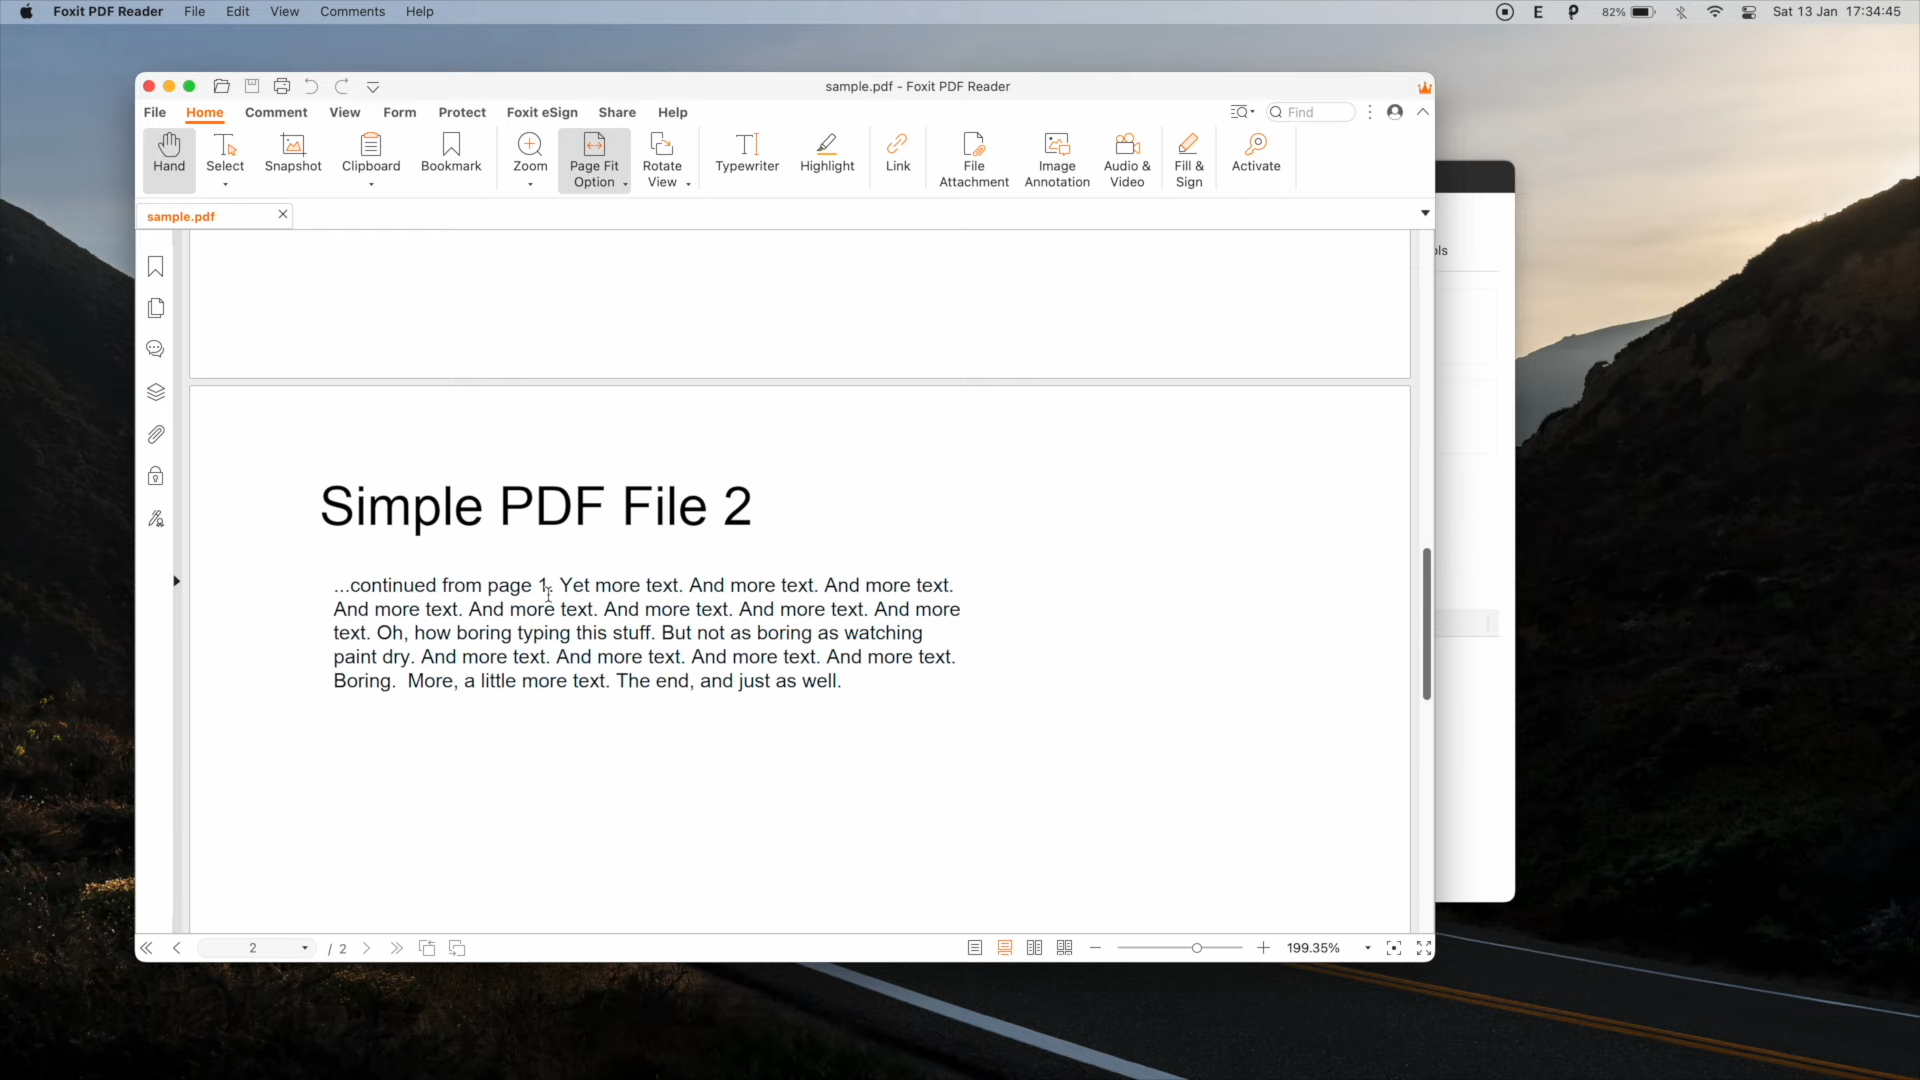 Foxit PDF Reader File Edit View Comments Help
E 82% Sat 13 Jan 17:34:45
sample.pdf - Foxit PDF Reader
File Home Comment View Form Protect Foxit eSign Share Help
Find
Hand Select Snapshot Clipboard Bookmark Zoom Page Fit Rotate Typewriter Highlight Link File Image Audio & Fill & Activate
Option View Attachment Annotation Video Sign
sample.pdf
ols
Simple PDF File 2
...continued from page 1. Yet more text. And more text. And more text.
And more text. And more text. And more text. And more text. And more
text. Oh, how boring typing this stuff. But not as boring as watching
paint dry. And more text. And more text. And more text. And more text.
Boring.  More, a little more text. The end, and just as well.
2 / 2 199.35%